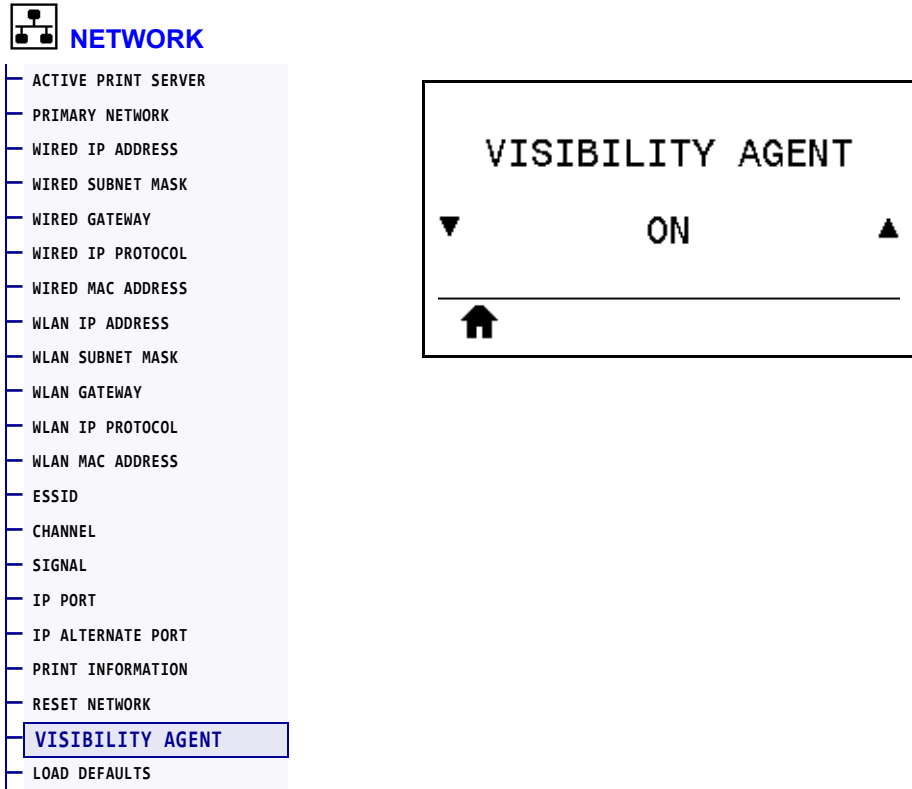 NETWORK
ACTIVE PRINT SERVER
PRIMARY NETWORK
WIRED IP ADDRESS
WIRED SUBNET MASK
WIRED GATEWAY
WIRED IP PROTOCOL
WIRED MAC ADDRESS
WLAN IP ADDRESS
WLAN SUBNET MASK
WLAN GATEWAY
WLAN IP PROTOCOL
WLAN MAC ADDRESS
ESSID
CHANNEL
SIGNAL
IP PORT
IP ALTERNATE PORT
PRINT INFORMATION
RESET NETWORK
VISIBILITY AGENT
LOAD DEFAULTS
VISIBILITY AGENT
ON